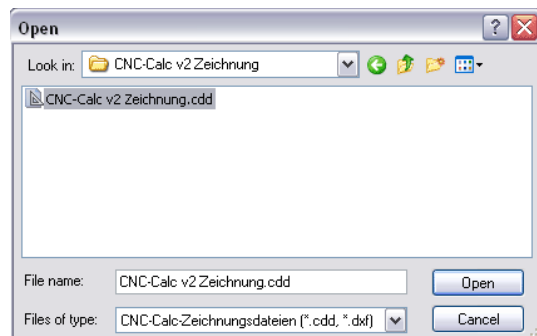 Open
Look in: CNC-Calc v2 Zeichnung
CNC-Calc v2 Zeichnung.cdd
File name: CNC-Calc v2 Zeichnung.cdd Open
Files of type: CNC-Calc-Zeichnungsdateien (*.cdd, *.dxf) Cancel